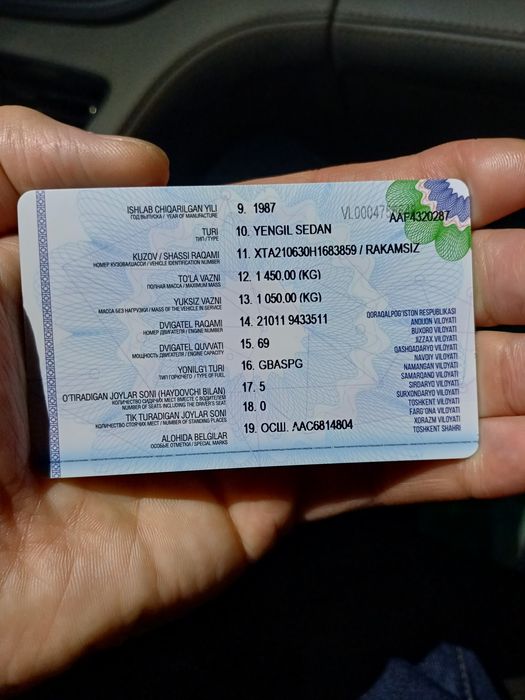 ISHLAB CHIQARILGAN YILI 9. 1987
ГОД ВЫПУСКА / YEAR OF MANUFACTURE
VL0004
AAF4320287
TURI 10. YENGIL SEDAN
ТИП / TYPE
KUZOV / SHASSI RAQAMI 11. XTA210630H1683859 / RAKAMSIZ
НОМЕР КУЗОВА/ШАССИ / VEHICLE IDENTIFICATION NUMBER
TO'LA VAZNI 12. 1 450.00 (KG)
ПОЛНАЯ МАССА / MAXIMUM MASS
YUKSIZ VAZNI 13. 1 050.00 (KG)
МАССА БЕЗ НАГРУЗКИ / MASS OF THE VEHICLE IN SERVICE
DVIGATEL RAQAMI 14. 21011 9433511
НОМЕР ДВИГАТЕЛЯ / ENGINE NUMBER
DVIGATEL QUVVATI 15. 69
МОЩНОСТЬ ДВИГАТЕЛЯ / ENGINE CAPACITY
YONILG'I TURI 16. GBASPG
ТИП ГОРЮЧЕГО / TYPE OF FUEL
O'TIRADIGAN JOYLAR SONI (HAYDOVCHI BILAN) 17. 5
КОЛИЧЕСТВО СИДЯЧИХ МЕСТ ВМЕСТЕ С ВОДИТЕЛЕМ
NUMBER OF SEATS INCLUDING THE DRIVER'S SEAT
TIK TURADIGAN JOYLAR SONI 18. 0
КОЛИЧЕСТВО СТОЯЧИХ МЕСТ / NUMBER OF STANDING PLACES
ALOHIDA BELGILAR 19. ОСШ. ААС6814804
ОСОБЫЕ ОТМЕТКИ / SPECIAL MARKS
QORAQALPOG'ISTON RESPUBLIKASI
ANDIJON VILOYATI
BUXORO VILOYATI
JIZZAX VILOYATI
QASHQADARYO VILOYATI
NAVOIY VILOYATI
NAMANGAN VILOYATI
SAMARQAND VILOYATI
SIRDARYO VILOYATI
SURXONDARYO VILOYATI
TOSHKENT VILOYATI
FARG'ONA VILOYATI
XORAZM VILOYATI
TOSHKENT SHAHRI